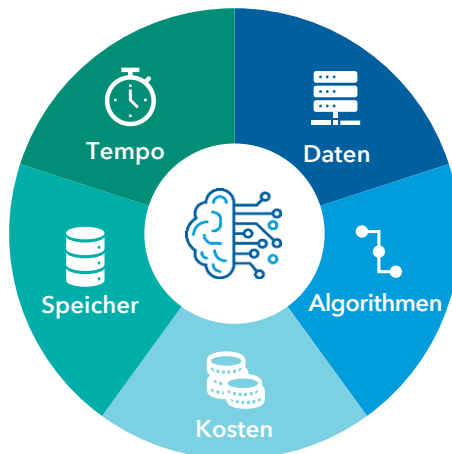 Tempo
Daten
Speicher
Algorithmen
Kosten